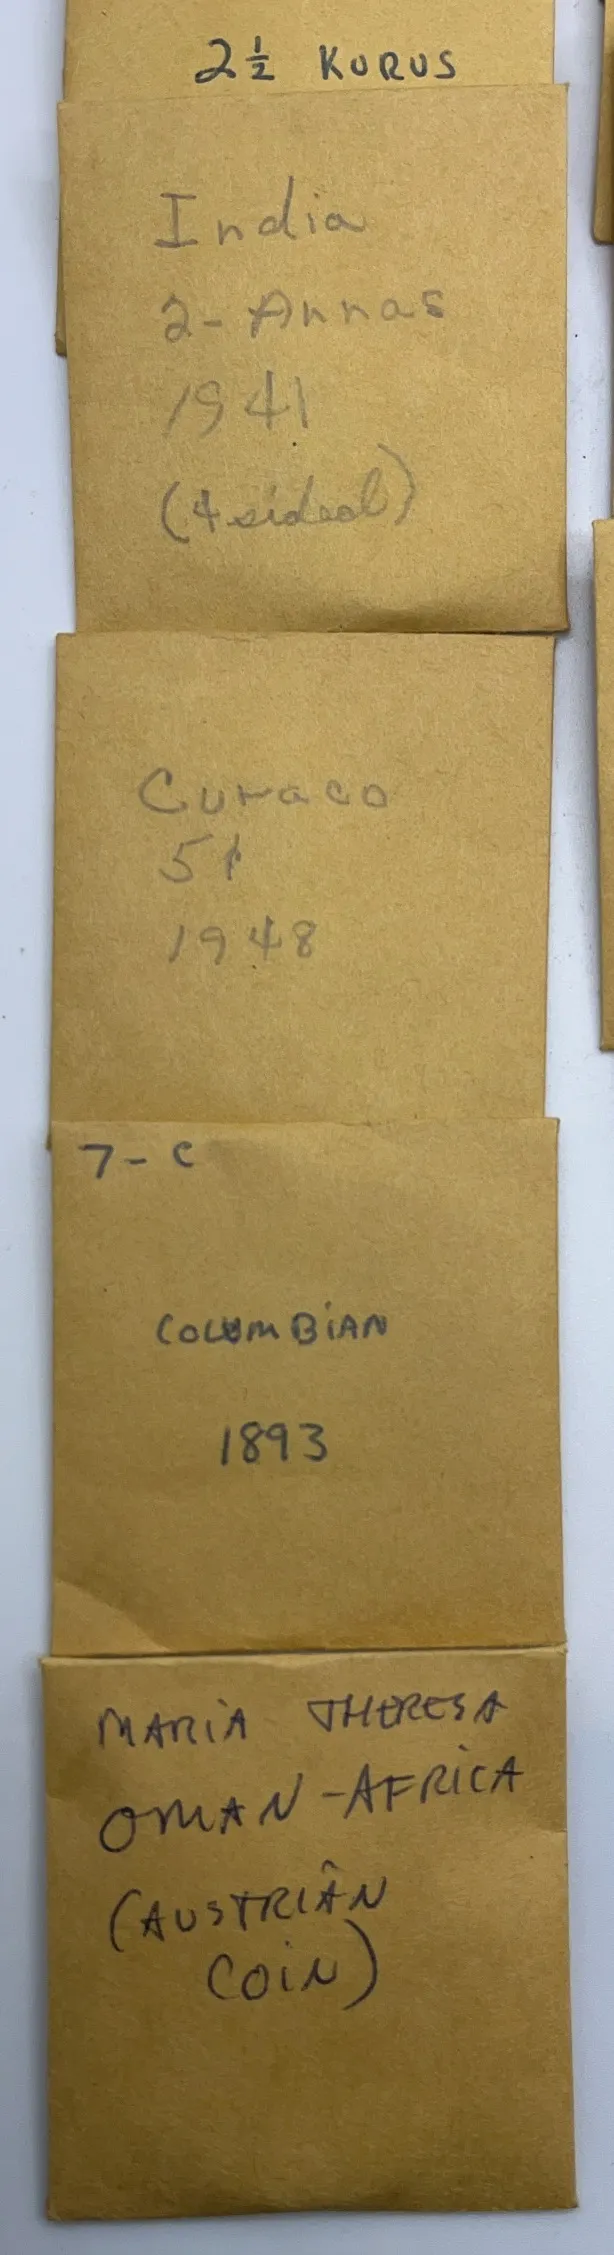 2½ KURUS
India
2-Annas
1941
(4 sided)
Curaco
5¢
1948
7-C
COLUMBIAN
1893
MARIA THERESA
OMAN-AFRICA
(AUSTRIAN
COIN)